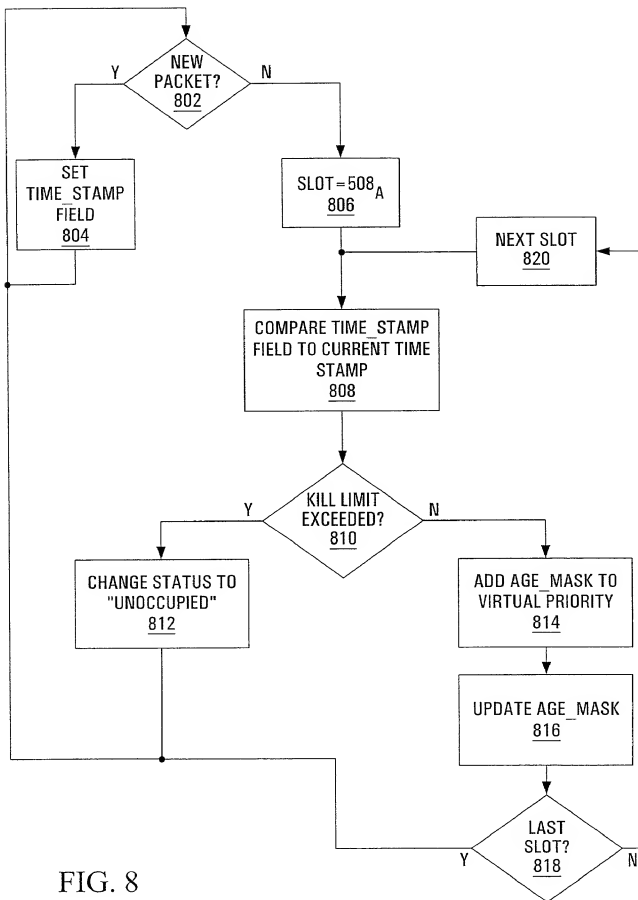 NEW
PACKET?
802
Y
N
SET
TIME_STAMP
FIELD
804
SLOT=508A
806
NEXT SLOT
820
COMPARE TIME_STAMP
FIELD TO CURRENT TIME
STAMP
808
KILL LIMIT
EXCEEDED?
810
Y
N
CHANGE STATUS TO
"UNOCCUPIED"
812
ADD AGE_MASK TO
VIRTUAL PRIORITY
814
UPDATE AGE_MASK
816
LAST
SLOT?
818
Y
N
FIG. 8